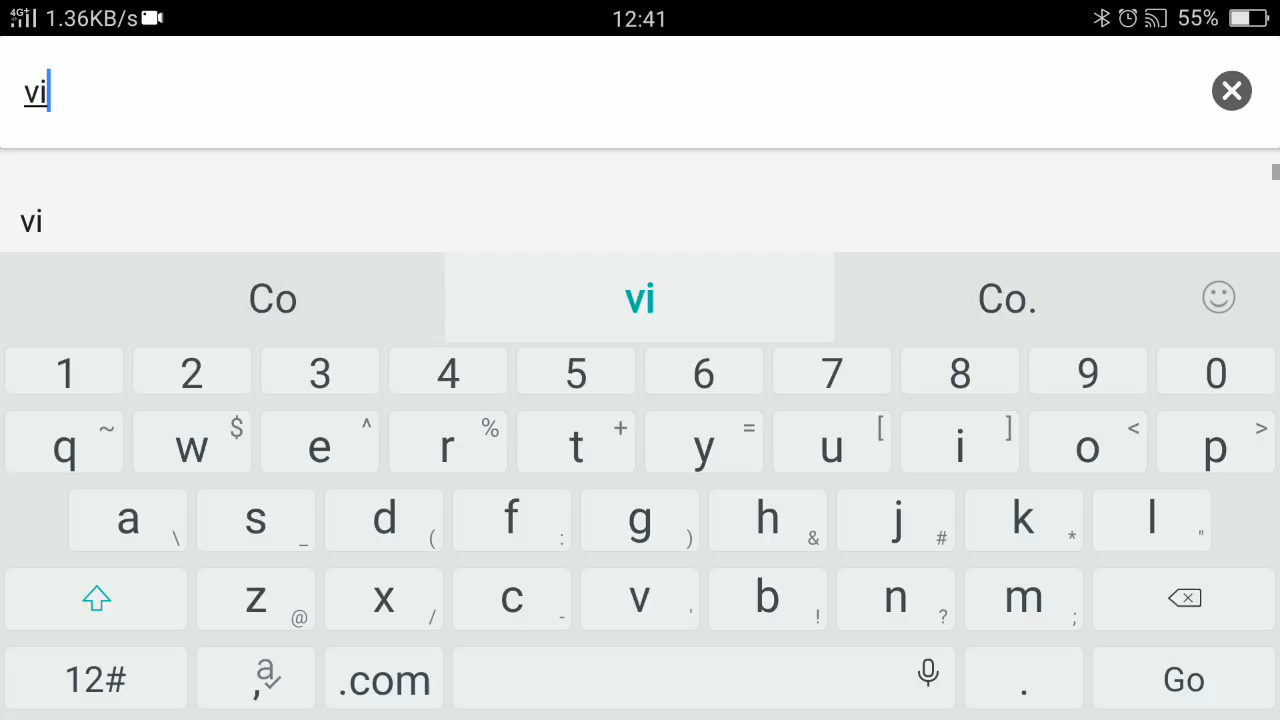 4G+ 1.36KB/s 12:41 55%
vi
vi
Co vi Co.
1 2 3 4 5 6 7 8 9 0
q ~ w $ e ^ r % t + y = u [ i ] o < p >
a \ s _ d ( f : g ) h & j # k * l "
z @ x / c - v ' b ! n ? m ;
12# , a .com . Go